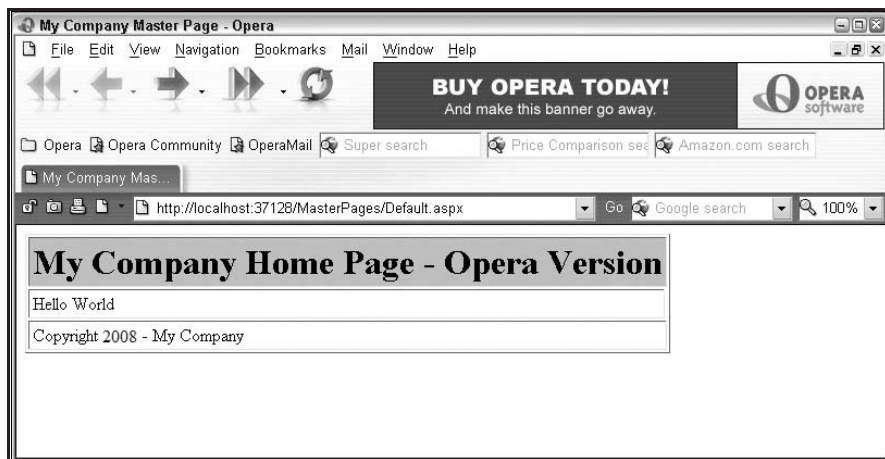 My Company Master Page - Opera
File Edit View Navigation Bookmarks Mail Window Help
BUY OPERA TODAY!
And make this banner go away.
OPERA
software
Opera Opera Community OperaMail Super search Price Comparison sea Amazon.com search
My Company Mas...
http://localhost:37128/MasterPages/Default.aspx Go Google search 100%
My Company Home Page - Opera Version
Hello World
Copyright 2008 - My Company